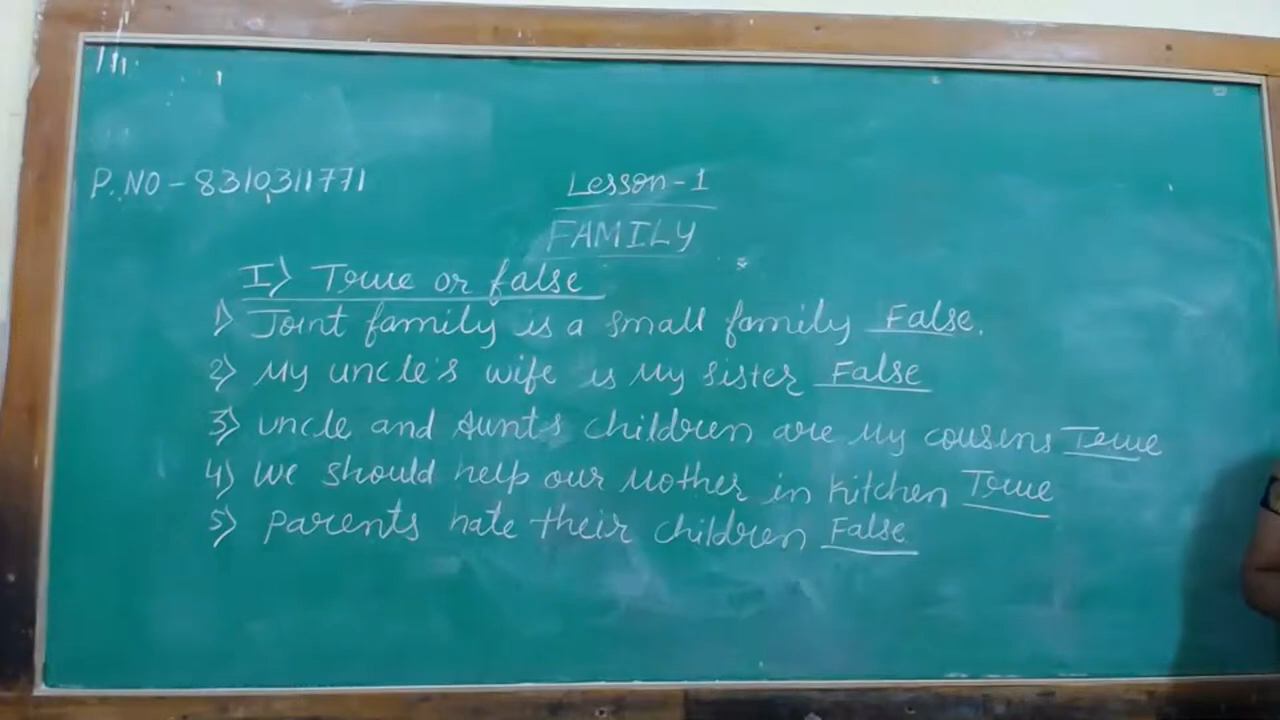 P.NO - 8310311771
Lesson-1
FAMILY
I) True or false
1) Joint family is a small family False.
2) My uncle's wife is My sister False
3) uncle and Aunts children are My cousens True
4) We should help our Mother in kitchen True
5) parents hate their children False